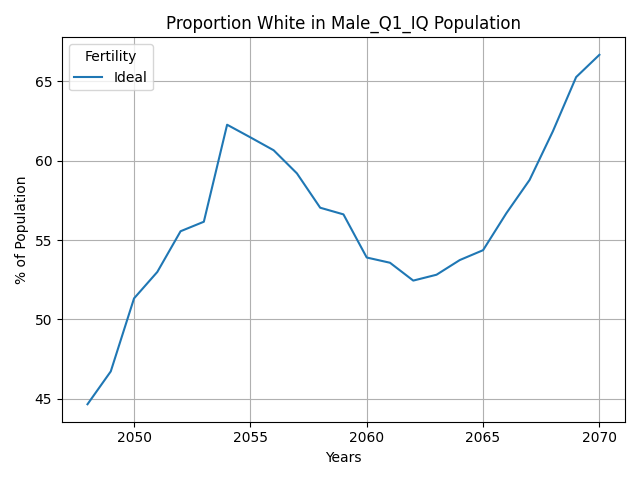 Proportion White in Male_Q1_IQ Population
Fertility
Ideal
65
60
55
50
45
% of Population
2050 2055 2060 2065 2070
Years